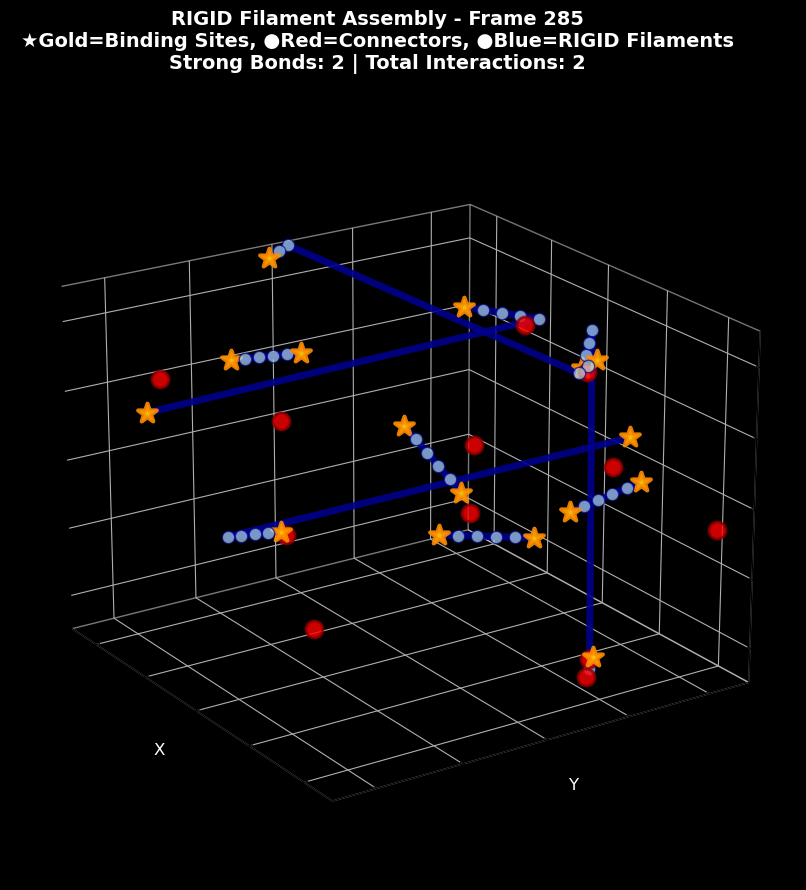 RIGID Filament Assembly - Frame 285
★Gold=Binding Sites, ●Red=Connectors, ●Blue=RIGID Filaments
Strong Bonds: 2 | Total Interactions: 2
X
Y